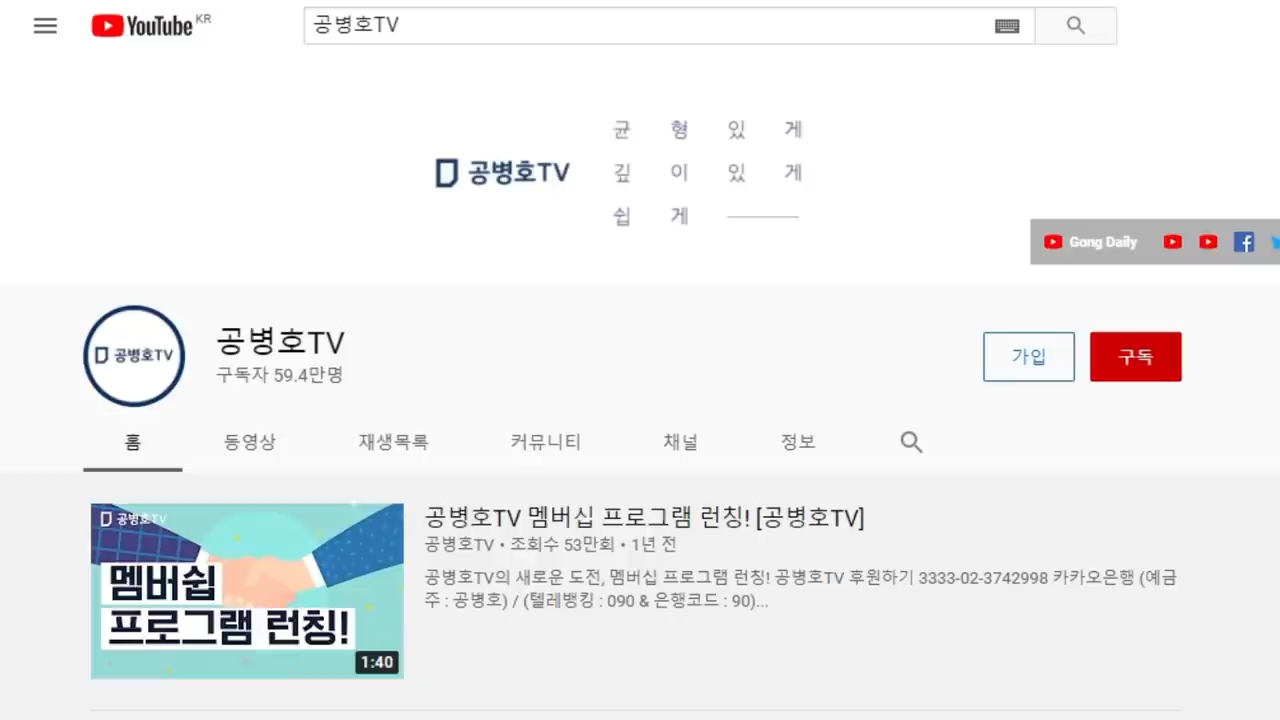 YouTube KR
공병호TV
균 형 있 게
공병호TV
깊 이 있 게
쉽 게
Gong Daily
공병호TV
공병호TV
구독자 59.4만명
가입
구독
홈
동영상
재생목록
커뮤니티
채널
정보
공병호TV
멤버쉽
프로그램 런칭!
1:40
공병호TV 멤버십 프로그램 런칭! [공병호TV]
공병호TV • 조회수 53만회 • 1년 전
공병호TV의 새로운 도전, 멤버십 프로그램 런칭! 공병호TV 후원하기 3333-02-3742998 카카오은행 (예금
주 : 공병호) / (텔레뱅킹 : 090 & 은행코드 : 90)...